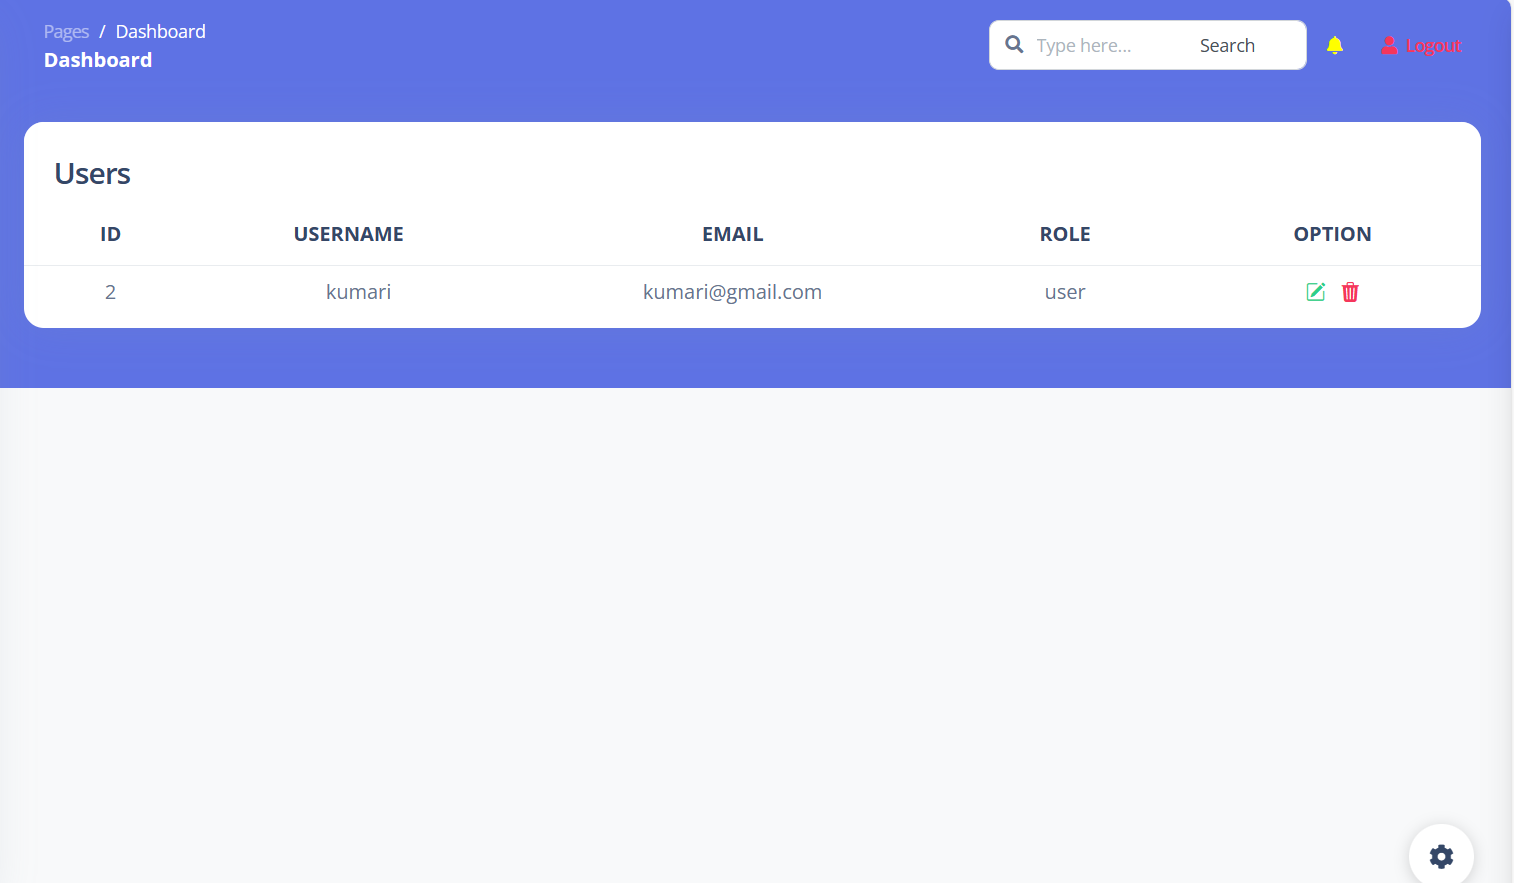 Pages / Dashboard
Dashboard
Type here... Search
Logout
Users
ID USERNAME EMAIL ROLE OPTION
2 kumari kumari@gmail.com user